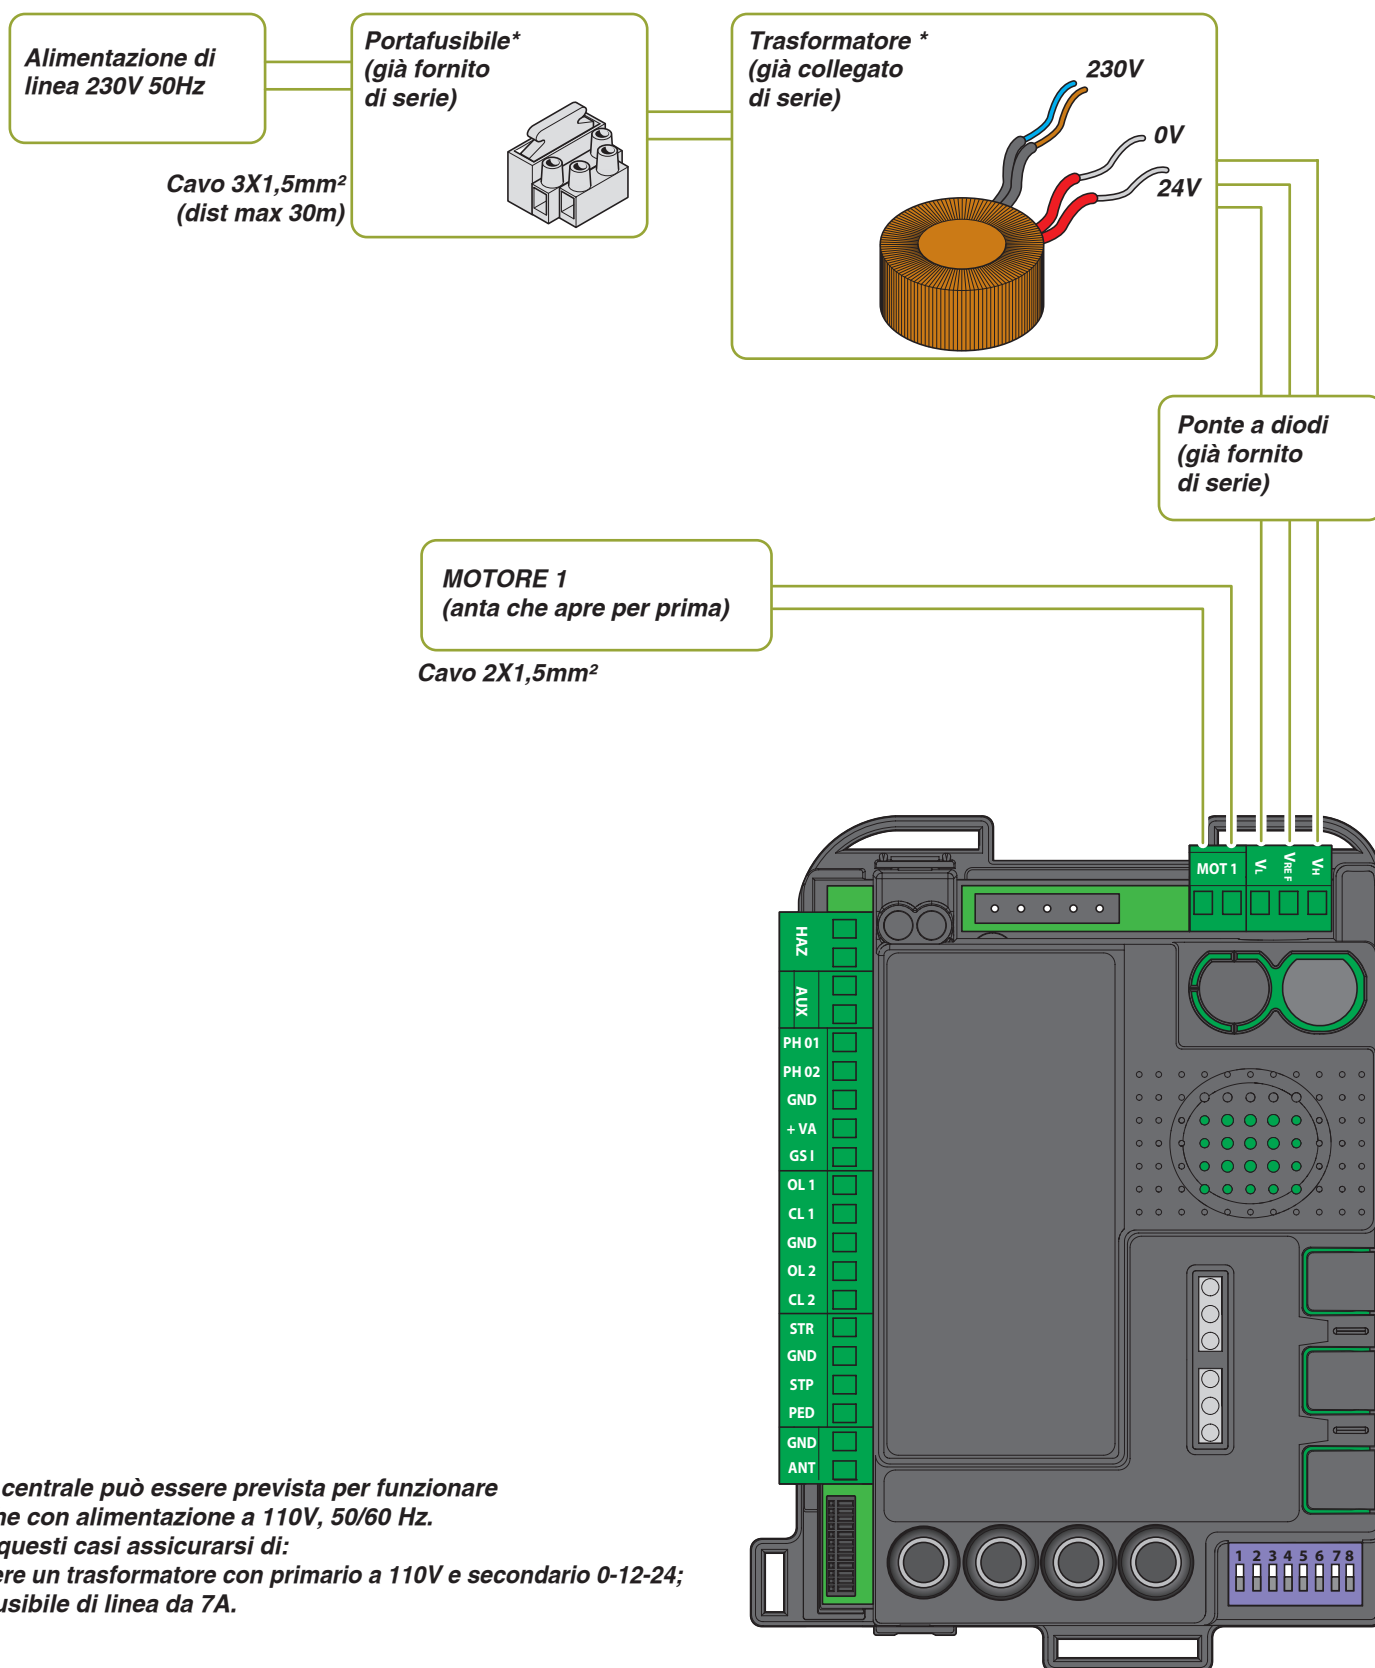 Alimentazione di
linea 230V 50Hz
Portafusibile*
(già fornito
di serie)
Trasformatore *
(già collegato
di serie)
230V
0V
24V
Cavo 3X1,5mm²
(dist max 30m)
Ponte a diodi
(già fornito
di serie)
MOTORE 1
(anta che apre per prima)
Cavo 2X1,5mm²
MOT 1
VL
VREF
VH
HAZ
AUX
PH 01
PH 02
GND
+ VA
GS I
OL 1
CL 1
GND
OL 2
CL 2
STR
GND
STP
PED
GND
ANT
centrale può essere prevista per funzionare
ne con alimentazione a 110V, 50/60 Hz.
questi casi assicurarsi di:
ere un trasformatore con primario a 110V e secondario 0-12-24;
usibile di linea da 7A.
1 2 3 4 5 6 7 8